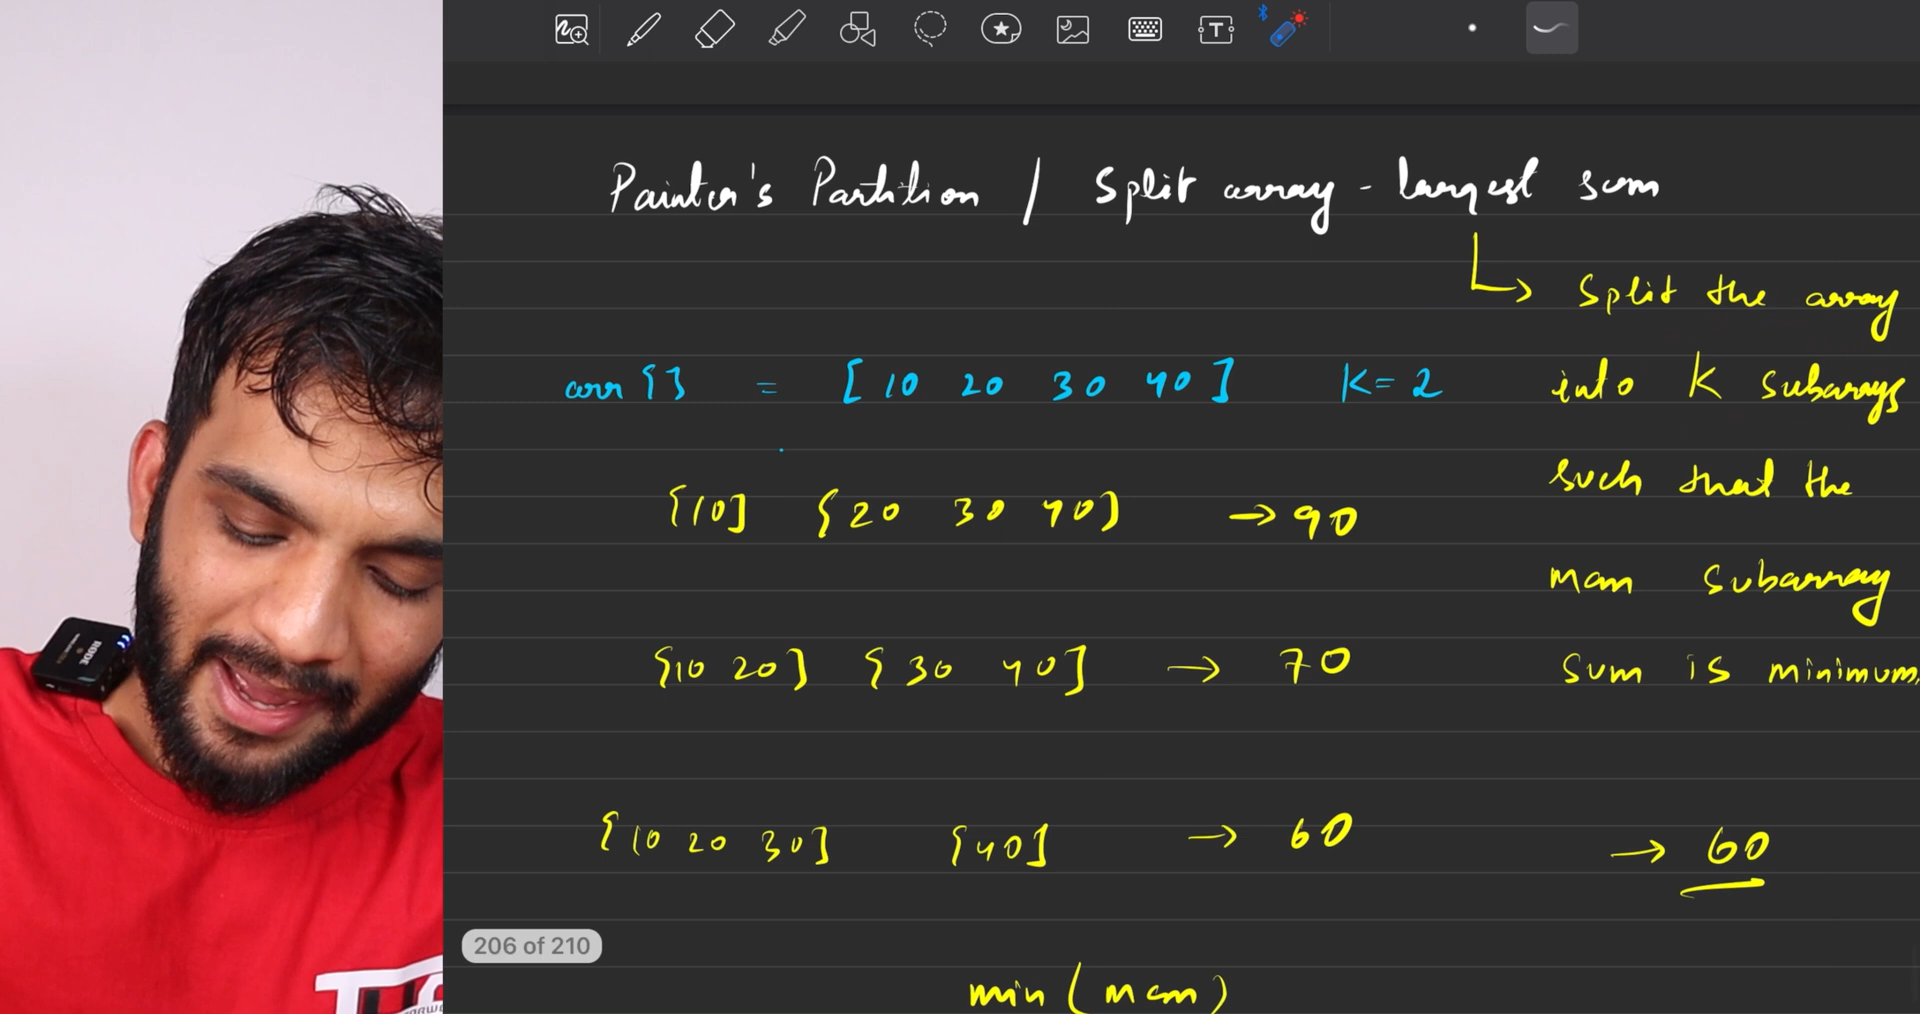 Painter's Partition / Split array - largest sum
Split the array
arr [] = [10 20 30 40] K = 2
into K subarrays
such that the
[10] [20 30 40] → 90
max subarray
[10 20] [30 40] → 70
sum is minimum.
[10 20 30] [40] → 60
→ 60
206 of 210
min (max)
RØDE
T